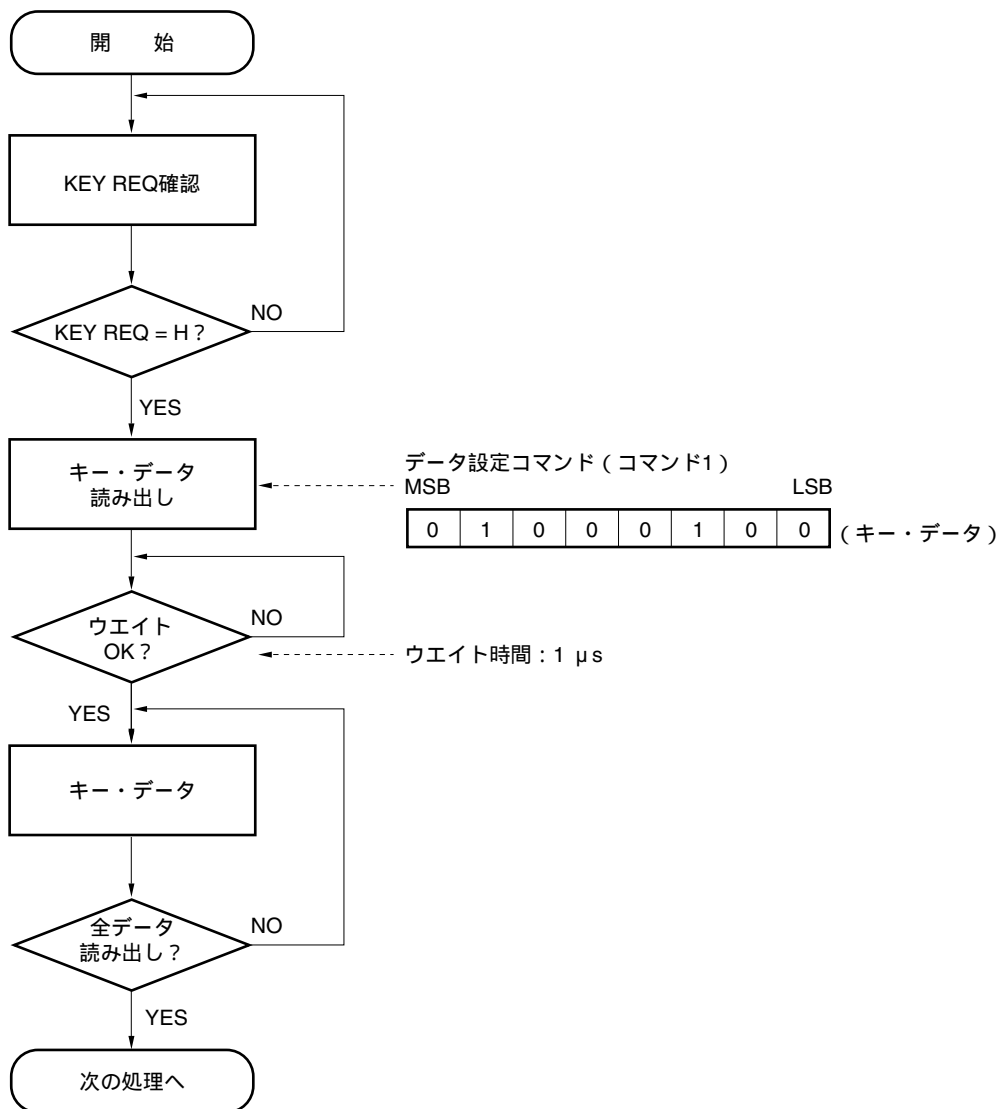 開　始
KEY REQ確認
KEY REQ = H？
NO
YES
キー・データ
読み出し
データ設定コマンド（コマンド1）
MSB LSB
0 1 0 0 0 1 0 0 （キー・データ）
ウエイト
OK？
NO
ウエイト時間：1 μs
YES
キー・データ
全データ
読み出し？
NO
YES
次の処理へ